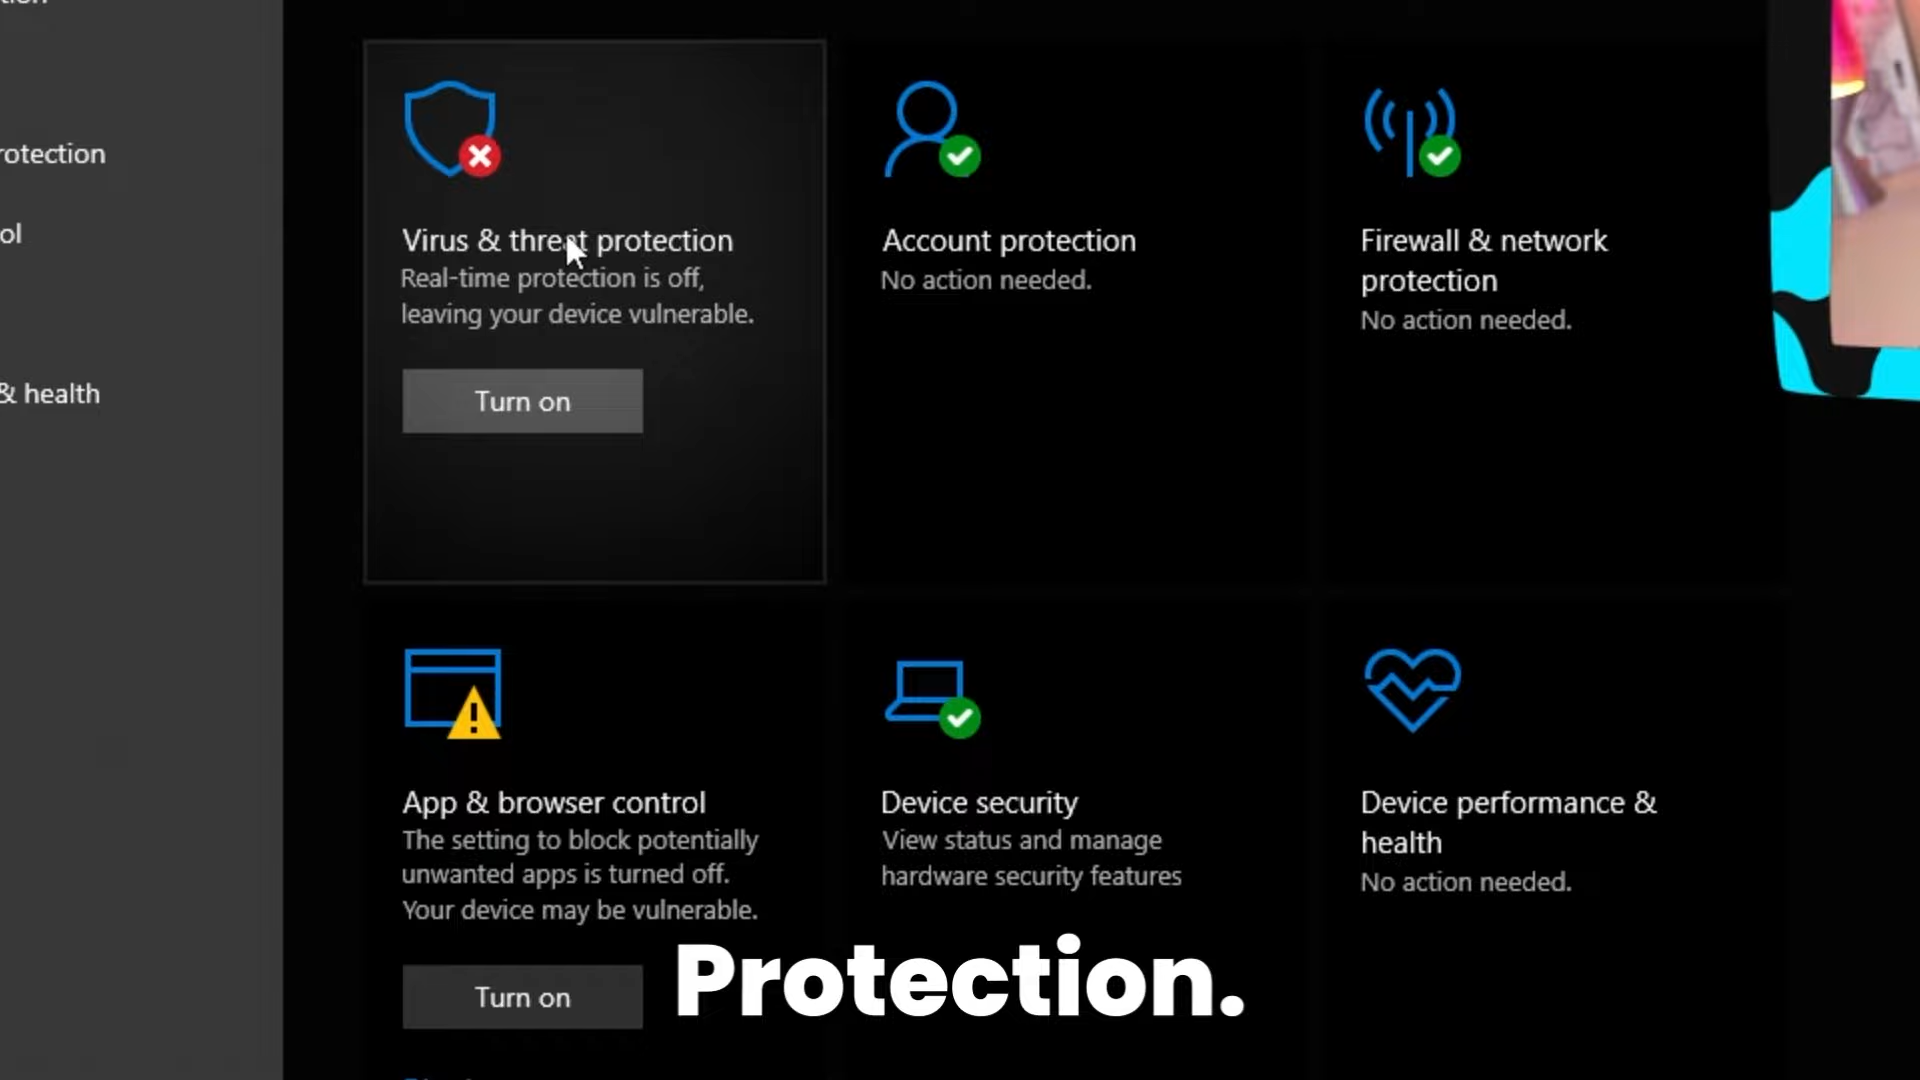 rotection
ol
& health
Virus & threat protection
Real-time protection is off,
leaving your device vulnerable.
Turn on
Account protection
No action needed.
Firewall & network
protection
No action needed.
App & browser control
The setting to block potentially
unwanted apps is turned off.
Your device may be vulnerable.
Turn on
Device security
View status and manage
hardware security features
Device performance &
health
No action needed.
Protection.